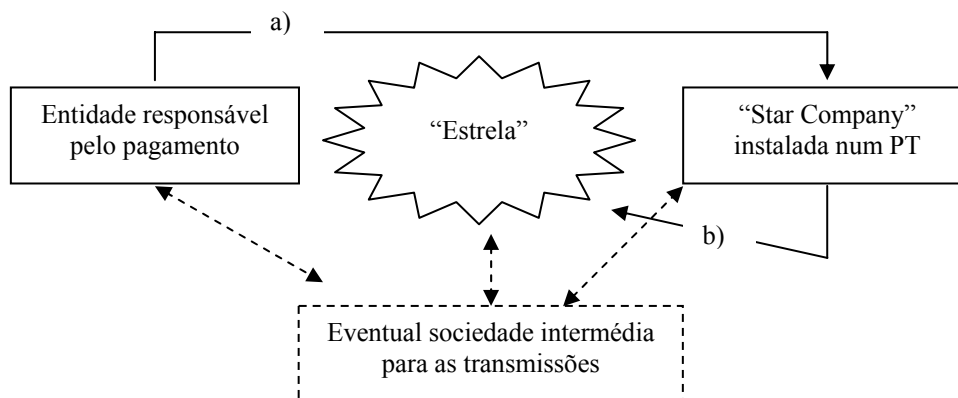 a)
Entidade responsável
pelo pagamento
“Estrela”
“Star Company”
instalada num PT
b)
Eventual sociedade intermédia
para as transmissões